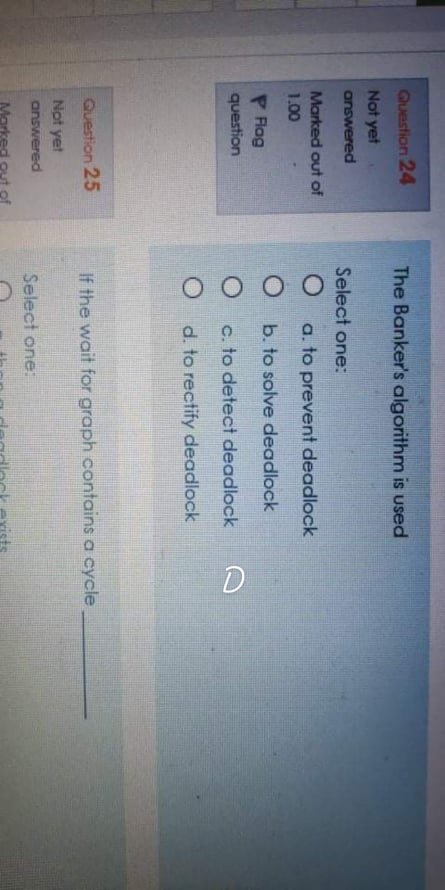 Question 24
Not yet
answered
Marked out of
1.00
Flag
question
The Banker's algorithm is used
Select one:
a. to prevent deadlock
b. to solve deadlock
c. to detect deadlock
d. to rectify deadlock
D
Question 25
Not yet
answered
Marked out of
If the wait for graph contains a cycle ________
Select one:
deadlock exists